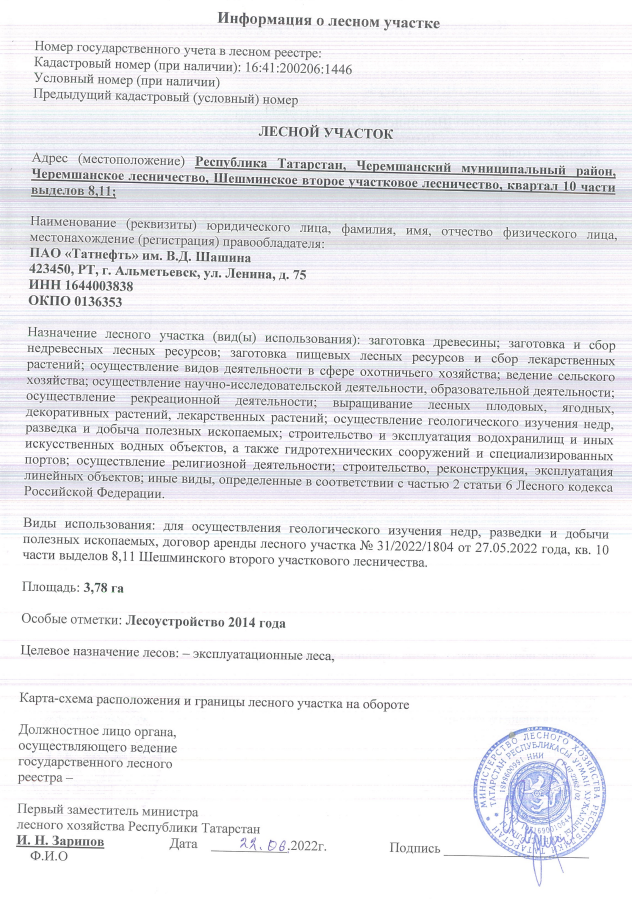 Информация о лесном участке
Номер государственного учета в лесном реестре:
Кадастровый номер (при наличии): 16:41:200206:1446
Условный номер (при наличии)
Предыдущий кадастровый (условный) номер
ЛЕСНОЙ УЧАСТОК
Адрес (местоположение) Республика Татарстан, Черемшанский муниципальный район,
Черемшанское лесничество, Шешминское второе участковое лесничество, квартал 10 части
выделов 8,11;
Наименование (реквизиты) юридического лица, фамилия, имя, отчество физического лица,
местонахождение (регистрация) правообладателя:
ПАО «Татнефть» им. В.Д. Шашина
423450, РТ, г. Альметьевск, ул. Ленина, д. 75
ИНН 1644003838
ОКПО 0136353
Назначение лесного участка (вид(ы) использования): заготовка древесины; заготовка и сбор
недревесных лесных ресурсов; заготовка пищевых лесных ресурсов и сбор лекарственных
растений; осуществление видов деятельности в сфере охотничьего хозяйства; ведение сельского
хозяйства; осуществление научно-исследовательской деятельности, образовательной деятельности;
осуществление рекреационной деятельности; выращивание лесных плодовых, ягодных,
декоративных растений, лекарственных растений; осуществление геологического изучения недр,
разведка и добыча полезных ископаемых; строительство и эксплуатация водохранилищ и иных
искусственных водных объектов, а также гидротехнических сооружений и специализированных
портов; осуществление религиозной деятельности; строительство, реконструкция, эксплуатация
линейных объектов; иные виды, определенные в соответствии с частью 2 статьи 6 Лесного кодекса
Российской Федерации.
Виды использования: для осуществления геологического изучения недр, разведки и добычи
полезных ископаемых, договор аренды лесного участка № 31/2022/1804 от 27.05.2022 года, кв. 10
части выделов 8,11 Шешминского второго участкового лесничества.
Площадь: 3,78 га
Особые отметки: Лесоустройство 2014 года
Целевое назначение лесов: – эксплуатационные леса,
Карта-схема расположения и границы лесного участка на обороте
Должностное лицо органа,
осуществляющего ведение
государственного лесного
реестра –
Первый заместитель министра
лесного хозяйства Республики Татарстан
И. Н. Зарипов Дата 22.06.2022г. Подпись
Ф.И.О
МИНИСТЕРСТВО ЛЕСНОГО ХОЗЯЙСТВА РЕСПУБЛИКИ ТАТАРСТАН